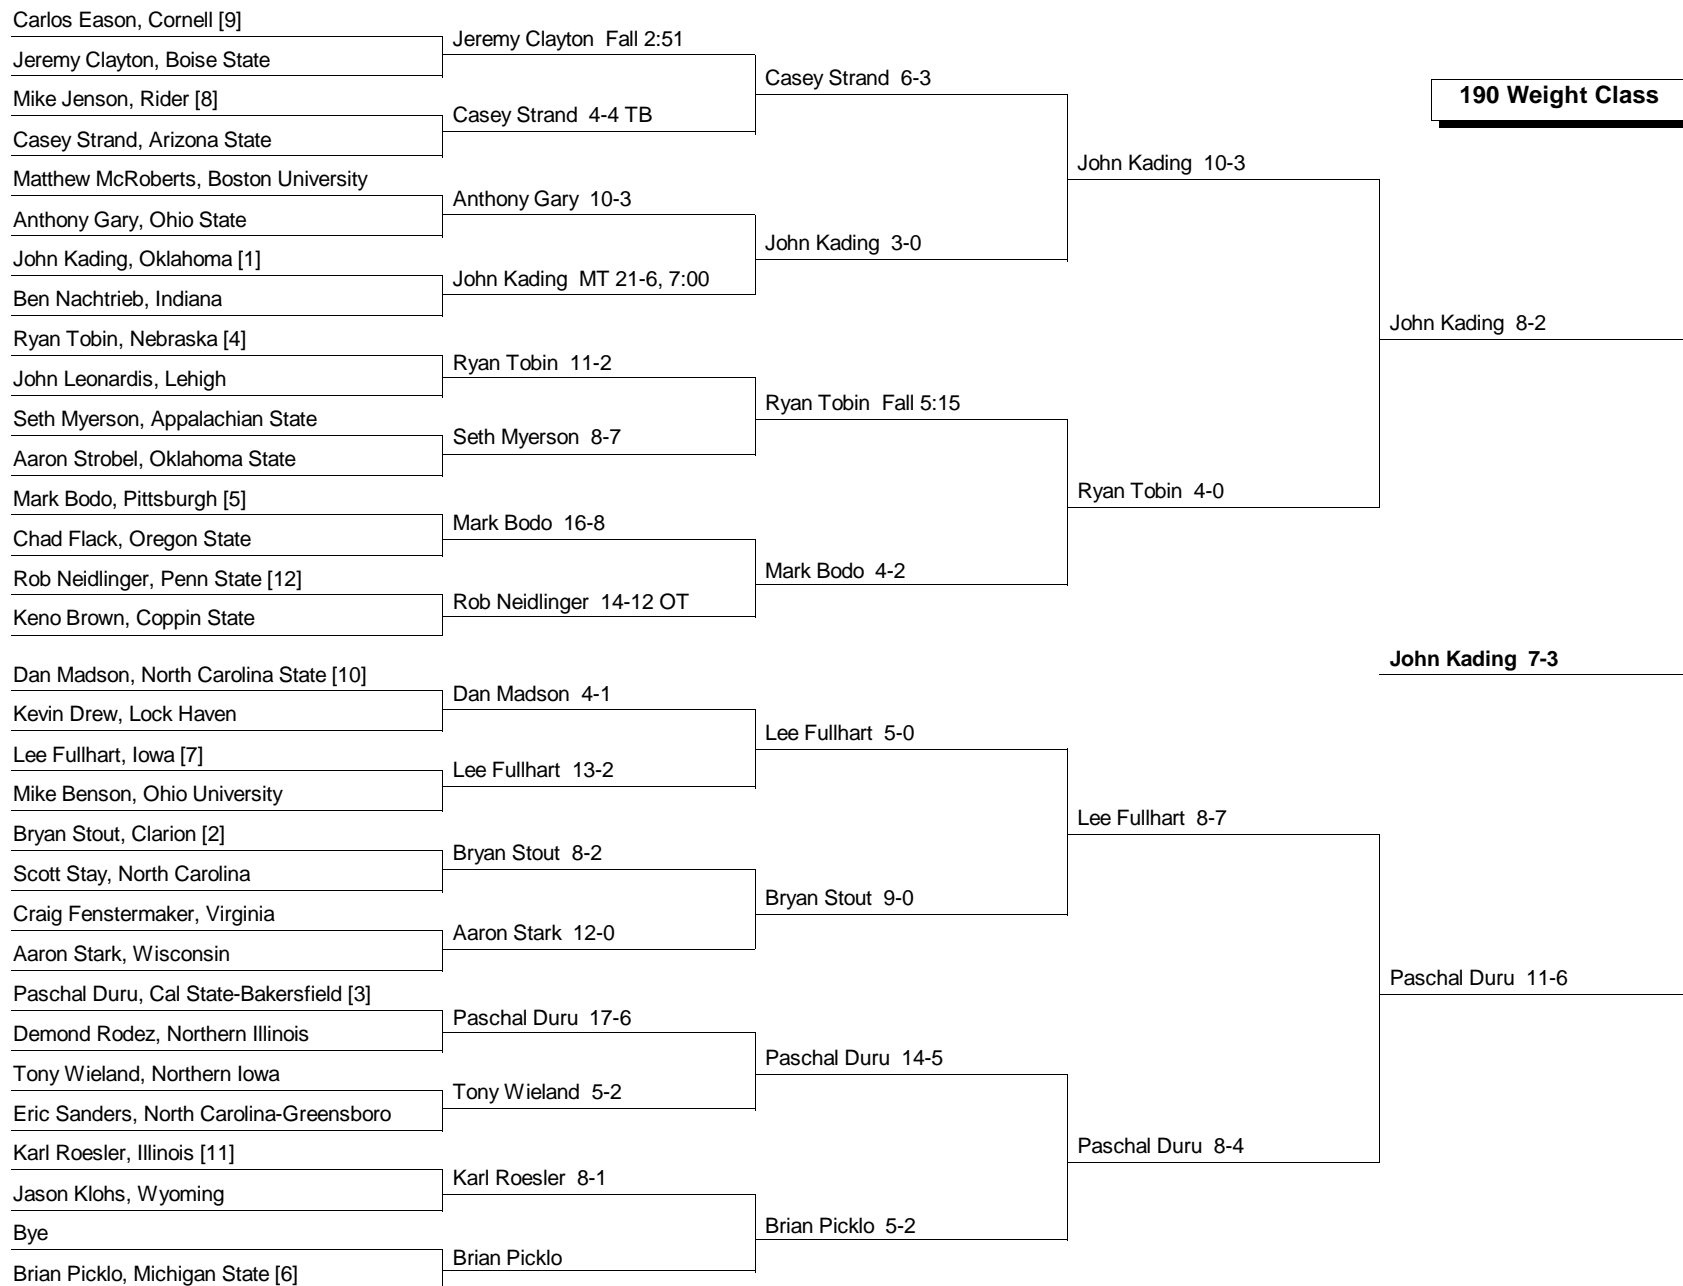 Carlos Eason, Cornell [9]
Jeremy Clayton, Boise State
Mike Jenson, Rider [8]
Casey Strand, Arizona State
Matthew McRoberts, Boston University
Anthony Gary, Ohio State
John Kading, Oklahoma [1]
Ben Nachtrieb, Indiana
Ryan Tobin, Nebraska [4]
John Leonardis, Lehigh
Seth Myerson, Appalachian State
Aaron Strobel, Oklahoma State
Mark Bodo, Pittsburgh [5]
Chad Flack, Oregon State
Rob Neidlinger, Penn State [12]
Keno Brown, Coppin State
Dan Madson, North Carolina State [10]
Kevin Drew, Lock Haven
Lee Fullhart, Iowa [7]
Mike Benson, Ohio University
Bryan Stout, Clarion [2]
Scott Stay, North Carolina
Craig Fenstermaker, Virginia
Aaron Stark, Wisconsin
Paschal Duru, Cal State-Bakersfield [3]
Demond Rodez, Northern Illinois
Tony Wieland, Northern Iowa
Eric Sanders, North Carolina-Greensboro
Karl Roesler, Illinois [11]
Jason Klohs, Wyoming
Bye
Brian Picklo, Michigan State [6]
Jeremy Clayton Fall 2:51
Casey Strand 4-4 TB
Anthony Gary 10-3
John Kading MT 21-6, 7:00
Ryan Tobin 11-2
Seth Myerson 8-7
Mark Bodo 16-8
Rob Neidlinger 14-12 OT
Dan Madson 4-1
Lee Fullhart 13-2
Bryan Stout 8-2
Aaron Stark 12-0
Paschal Duru 17-6
Tony Wieland 5-2
Karl Roesler 8-1
Brian Picklo
Casey Strand 6-3
John Kading 3-0
Ryan Tobin Fall 5:15
Mark Bodo 4-2
Lee Fullhart 5-0
Bryan Stout 9-0
Paschal Duru 14-5
Brian Picklo 5-2
John Kading 10-3
Ryan Tobin 4-0
Lee Fullhart 8-7
Paschal Duru 8-4
190 Weight Class
John Kading 8-2
John Kading 7-3
Paschal Duru 11-6